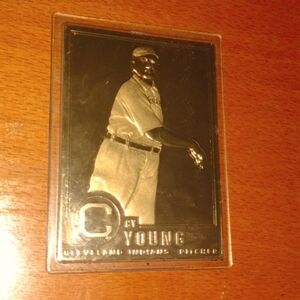 C
CY
YOUNG
CLEVELAND INDIANS PITCHER